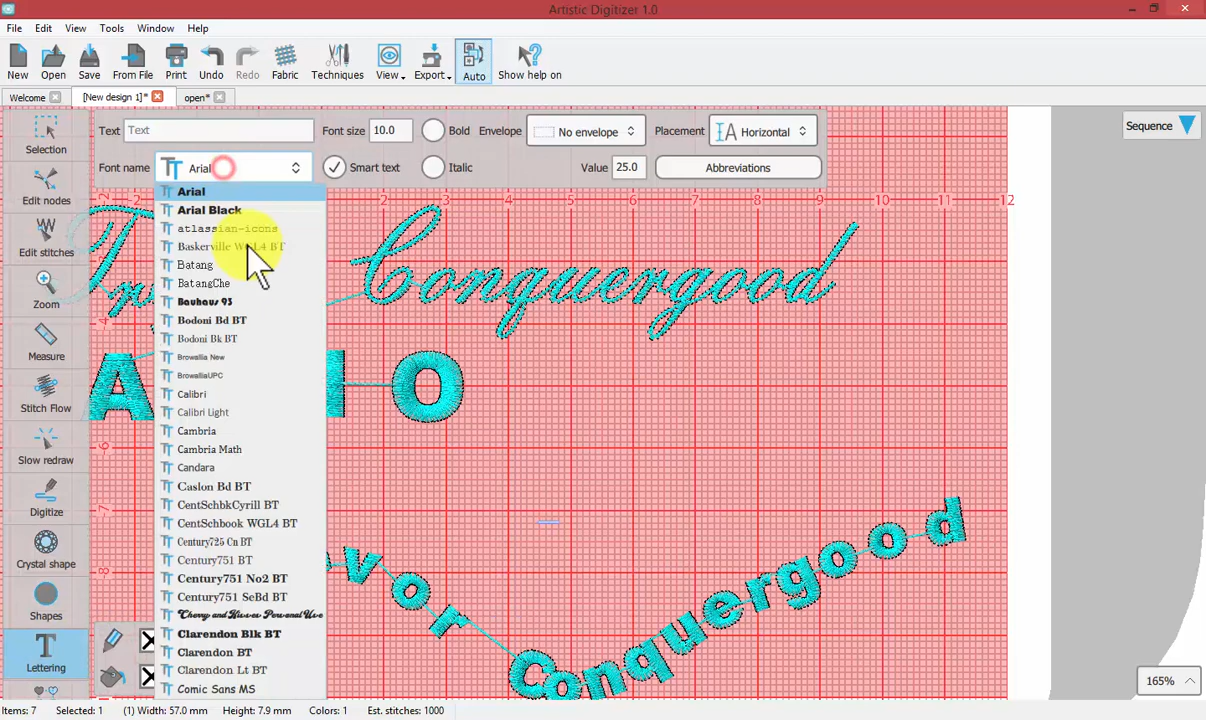 Artistic Digitizer 1.0
File Edit View Tools Window Help
New Open Save From File Print Undo Redo Fabric Techniques View Export Auto Show help on
Welcome [New design 1]* open*
Text Text Font size 10.0 Bold Envelope No envelope Placement Horizontal
Sequence
Font name Arial Smart text Italic Value 25.0 Abbreviations
Selection
Edit nodes
Edit stitches
Zoom
Measure
Stitch Flow
Slow redraw
Digitize
Crystal shape
Shapes
Lettering
Arial
Arial Black
atlassian-icons
Baskerville WGL4 BT
Batang
BatangChe
Bauhaus 93
Bodoni Bd BT
Bodoni Bk BT
Browallia New
BrowalliaUPC
Calibri
Calibri Light
Cambria
Cambria Math
Candara
Caslon Bd BT
CentSchbkCyrill BT
CentSchbook WGL4 BT
Century725 Cn BT
Century751 BT
Century751 No2 BT
Century751 SeBd BT
Cherry and Kisses Personal Use
Clarendon Blk BT
Clarendon BT
Clarendon Lt BT
Comic Sans MS
2 4 5 6 7 8 9 10 11 12
Conquergood
A O
vor Conquergood
4
6
7
8
165%
Items: 7 Selected: 1 (1) Width: 57.0 mm Height: 7.9 mm Colors: 1 Est. stitches: 1000